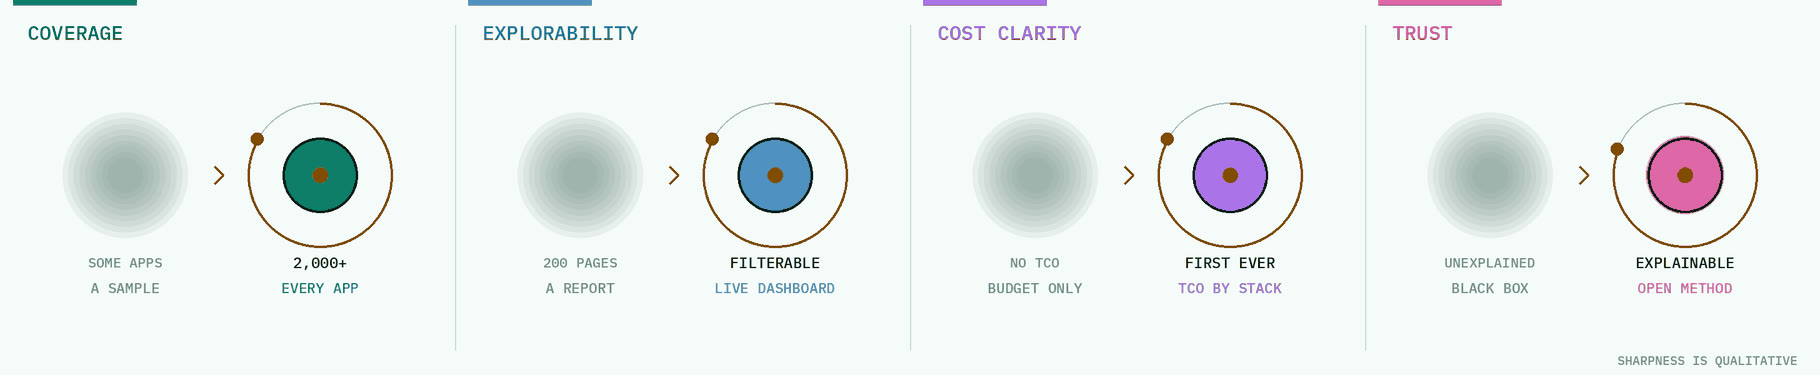 COVERAGE
SOME APPS
A SAMPLE
2,000+
EVERY APP
EXPLORABILITY
200 PAGES
A REPORT
FILTERABLE
LIVE DASHBOARD
COST CLARITY
NO TCO
BUDGET ONLY
FIRST EVER
TCO BY STACK
TRUST
UNEXPLAINED
BLACK BOX
EXPLAINABLE
OPEN METHOD
SHARPNESS IS QUALITATIVE